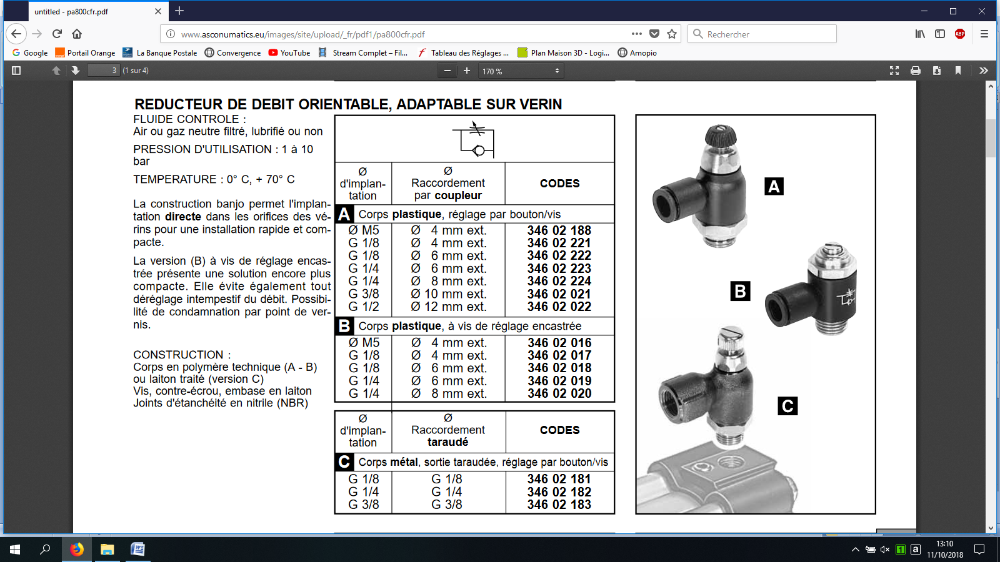 untitled - pa800cfr.pdf
www.asconumatics.eu/images/site/upload/_fr/pdf1/pa800cfr.pdf
Rechercher
ABP
Google
Portail Orange
La Banque Postale
Convergence
YouTube
Stream Complet – Fil...
Tableau des Réglages ...
Plan Maison 3D - Logi...
Amopio
3
(1 sur 4)
170 %
REDUCTEUR DE DEBIT ORIENTABLE, ADAPTABLE SUR VERIN
FLUIDE CONTROLE :
Air ou gaz neutre filtré, lubrifié ou non
PRESSION D'UTILISATION : 1 à 10
bar
TEMPERATURE : 0° C, + 70° C
La construction banjo permet l'implan-
tation directe dans les orifices des vé-
rins pour une installation rapide et com-
pacte.
La version (B) à vis de réglage encas-
trée présente une solution encore plus
compacte. Elle évite également tout
déréglage intempestif du débit. Possibi-
lité de condamnation par point de ver-
nis.
CONSTRUCTION :
Corps en polymère technique (A - B)
ou laiton traité (version C)
Vis, contre-écrou, embase en laiton
Joints d'étanchéité en nitrile (NBR)
Ø
d'implan-
tation
Ø
Raccordement
par coupleur
CODES
A Corps plastique, réglage par bouton/vis
Ø M5 Ø 4 mm ext. 346 02 188
G 1/8 Ø 4 mm ext. 346 02 221
G 1/8 Ø 6 mm ext. 346 02 222
G 1/4 Ø 6 mm ext. 346 02 223
G 1/4 Ø 8 mm ext. 346 02 224
G 3/8 Ø 10 mm ext. 346 02 021
G 1/2 Ø 12 mm ext. 346 02 022
B Corps plastique, à vis de réglage encastrée
Ø M5 Ø 4 mm ext. 346 02 016
G 1/8 Ø 4 mm ext. 346 02 017
G 1/8 Ø 6 mm ext. 346 02 018
G 1/4 Ø 6 mm ext. 346 02 019
G 1/4 Ø 8 mm ext. 346 02 020
Ø
d'implan-
tation
Ø
Raccordement
taraudé
CODES
C Corps métal, sortie taraudée, réglage par bouton/vis
G 1/8 G 1/8 346 02 181
G 1/4 G 1/4 346 02 182
G 3/8 G 3/8 346 02 183
A
B
C
13:10
11/10/2018